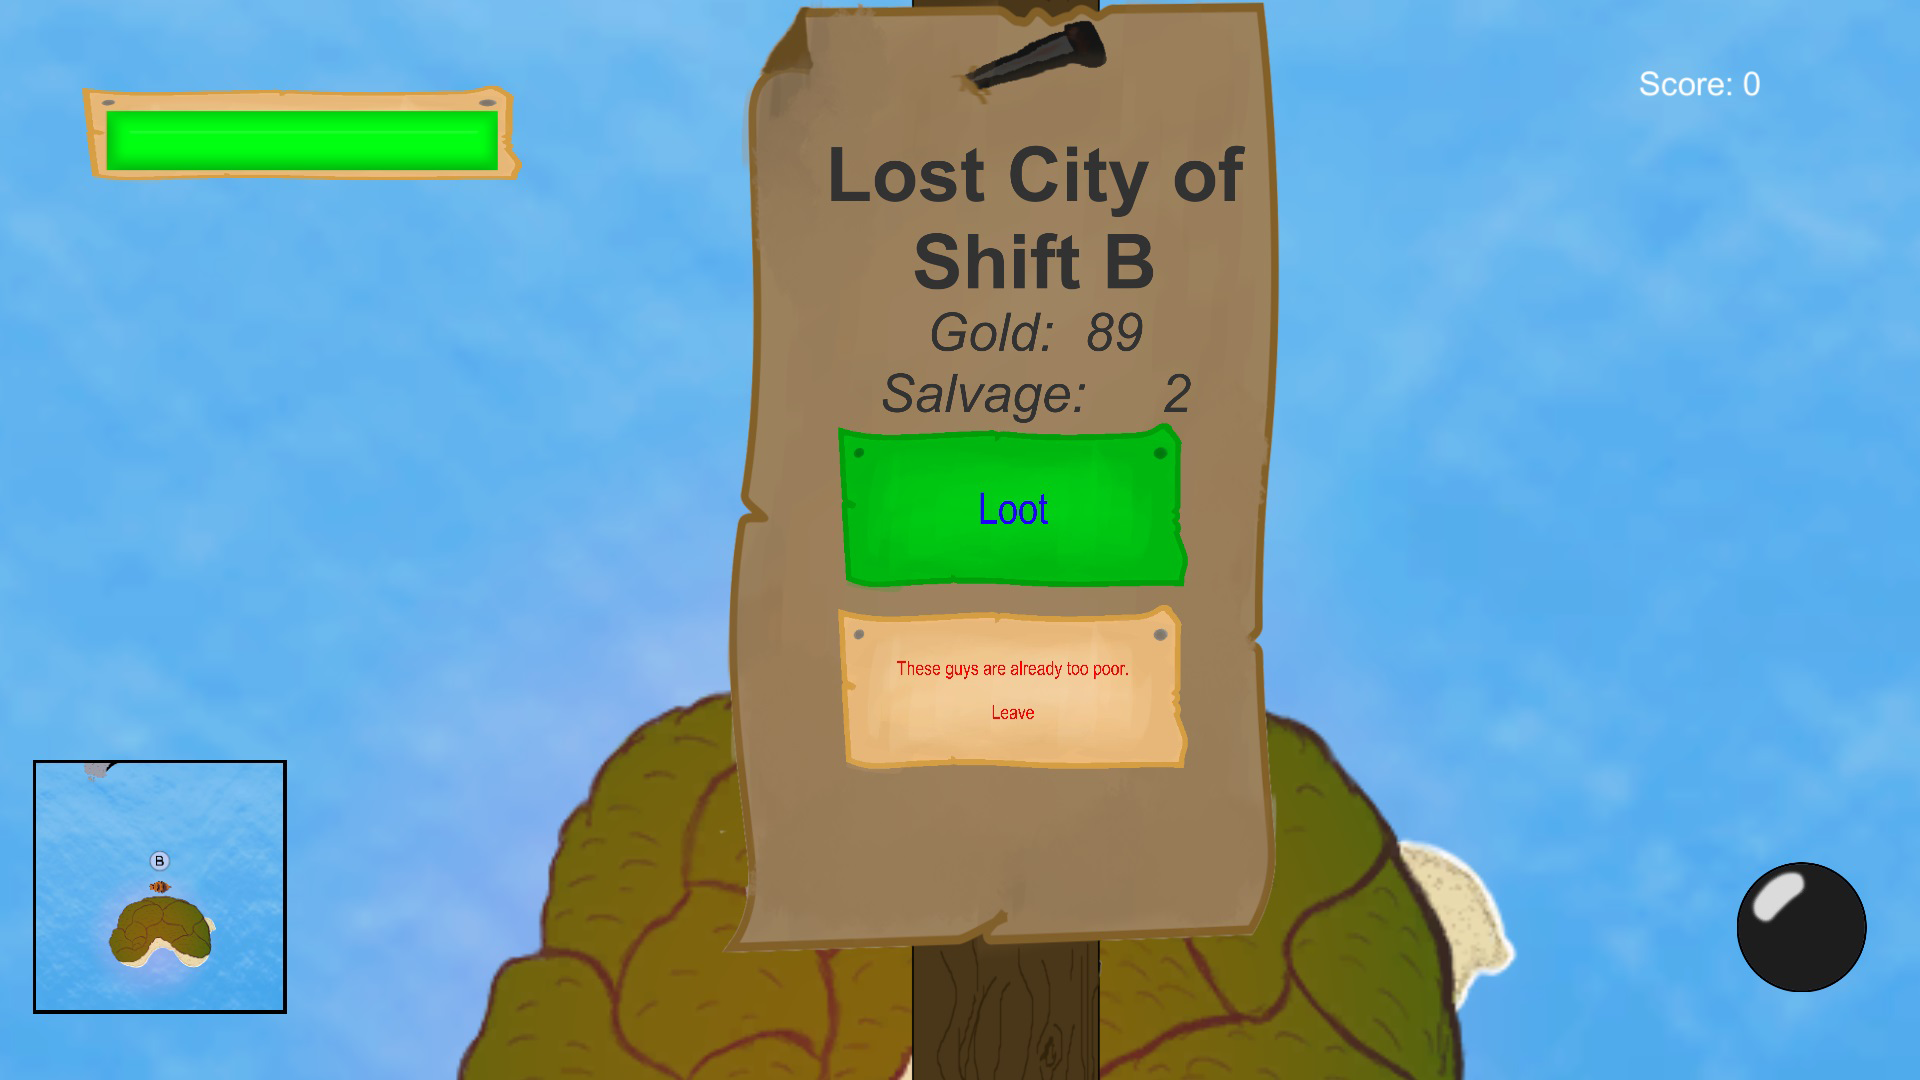 Score: 0
Lost City of
Shift B
Gold: 89
Salvage: 2
Loot
These guys are already too poor.
Leave
B